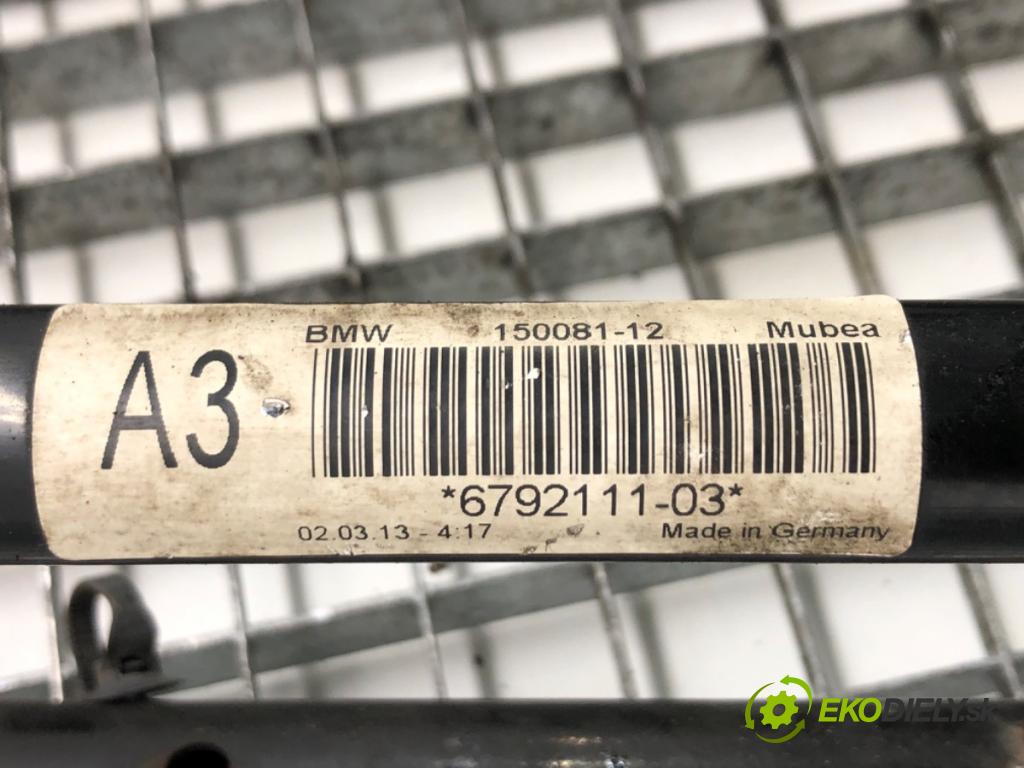 BMW 150081-12 Mubea
A3
*6792111-03*
02.03.13 - 4:17 Made in Germany
EKODIELY.sk